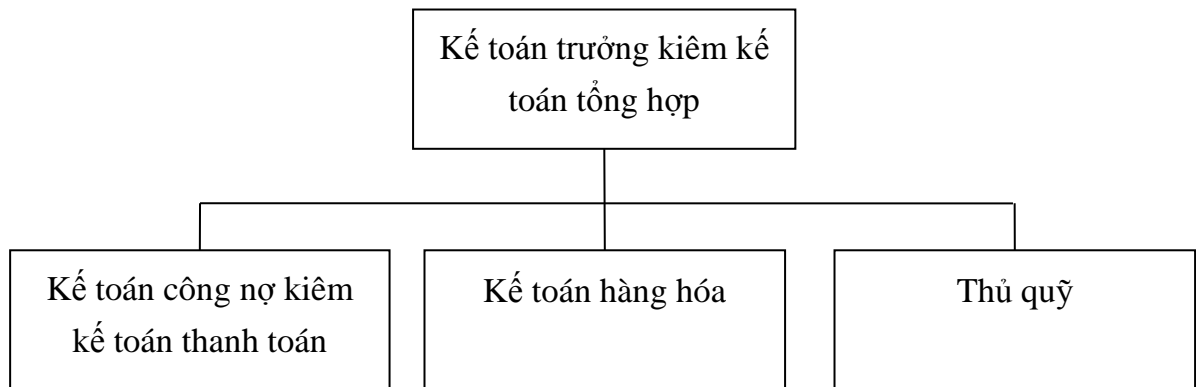 Kế toán trưởng kiêm kế
toán tổng hợp
Kế toán công nợ kiêm
kế toán thanh toán
Kế toán hàng hóa
Thủ quỹ